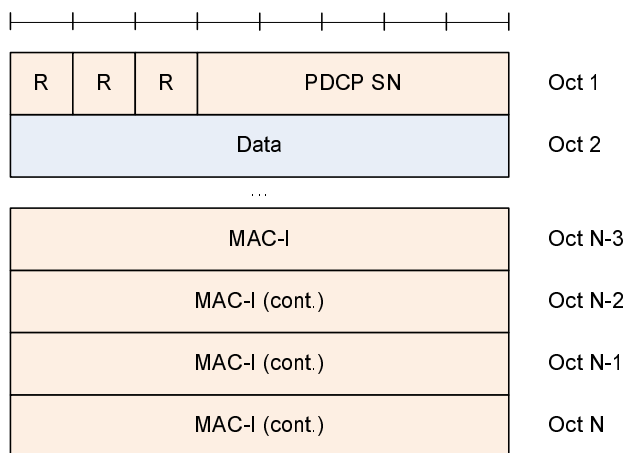 R R R PDCP SN Oct 1
Data Oct 2
...
MAC-I Oct N-3
MAC-I (cont.) Oct N-2
MAC-I (cont.) Oct N-1
MAC-I (cont.) Oct N